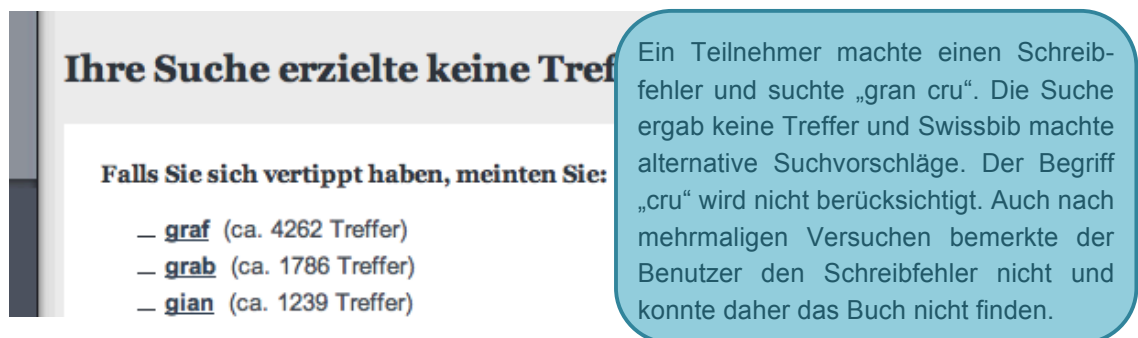 Ihre Suche erzielte keine Tref
Falls Sie sich vertippt haben, meinten Sie:
_ graf (ca. 4262 Treffer)
_ grab (ca. 1786 Treffer)
_ gian (ca. 1239 Treffer)
Ein Teilnehmer machte einen Schreib-
fehler und suchte „gran cru“. Die Suche
ergab keine Treffer und Swissbib machte
alternative Suchvorschläge. Der Begriff
„cru“ wird nicht berücksichtigt. Auch nach
mehrmaligen Versuchen bemerkte der
Benutzer den Schreibfehler nicht und
konnte daher das Buch nicht finden.